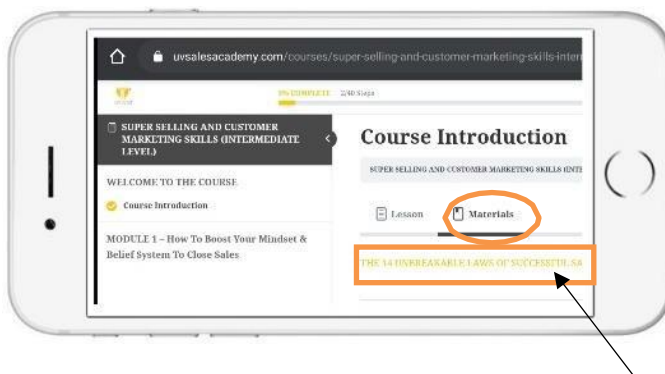 uvsalesacademy.com/courses/super-selling-and-customer-marketing-skills-inter
5% COMPLETE 2/40 Steps
SUPER SELLING AND CUSTOMER
MARKETING SKILLS (INTERMEDIATE
LEVEL)
WELCOME TO THE COURSE
Course Introduction
MODULE 1 – How To Boost Your Mindset &
Belief System To Close Sales
Course Introduction
SUPER SELLING AND CUSTOMER MARKETING SKILLS (INTE
Lesson Materials
THE 14 UNBREAKABLE LAWS OF SUCCESSFUL SA